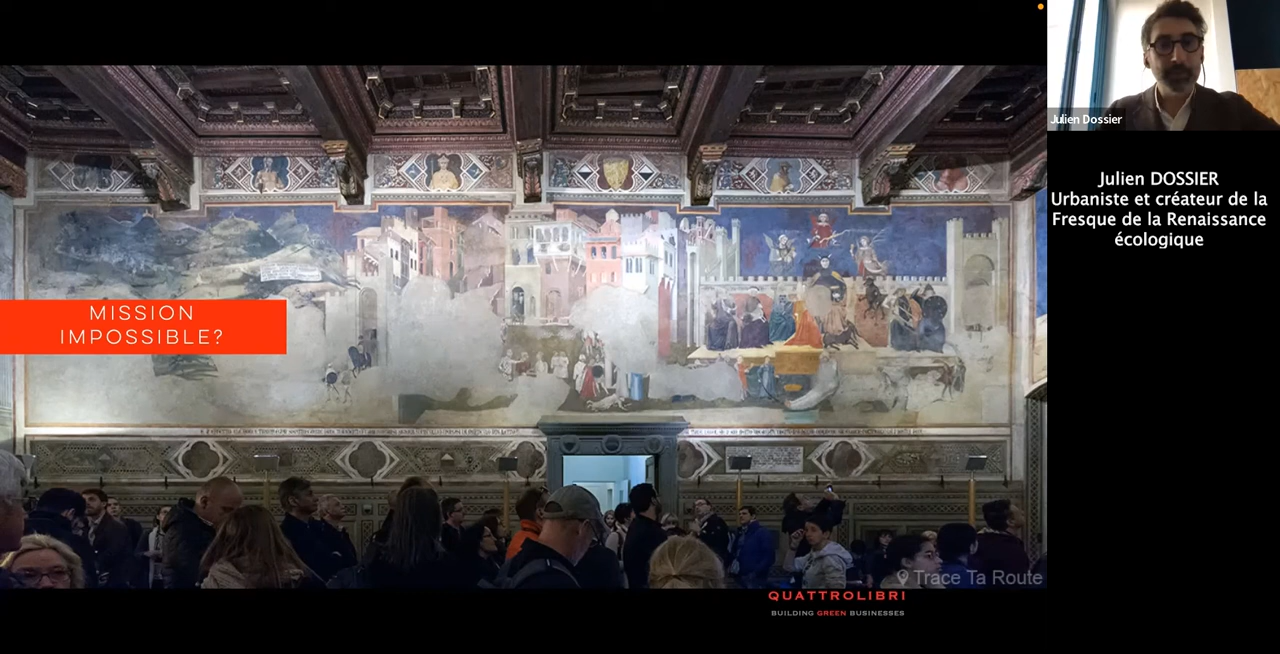 MISSION
IMPOSSIBLE?
Trace Ta Route
QUATTROLIBRI
BUILDING GREEN BUSINESSES
Julien Dossier
Julien DOSSIER
Urbaniste et créateur de la
Fresque de la Renaissance
écologique